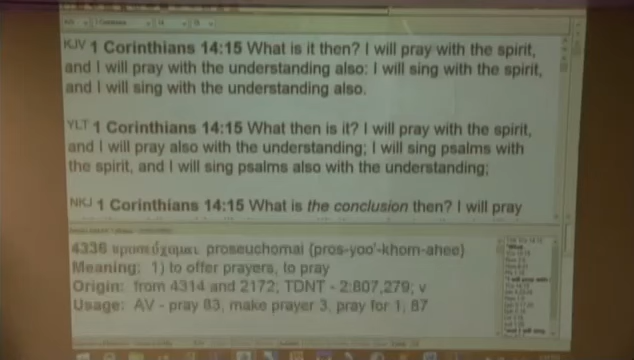 KJV 1 Corinthians 14:15 What is it then? I will pray with the spirit,
and I will pray with the understanding also: I will sing with the spirit,
and I will sing with the understanding also.
YLT 1 Corinthians 14:15 What then is it? I will pray with the spirit,
and I will pray also with the understanding; I will sing psalms with
the spirit, and I will sing psalms also with the understanding;
NKJ 1 Corinthians 14:15 What is the conclusion then? I will pray
4336 προσεύχομαι proseuchomai {pros-yoo'-khom-ahee}
Meaning: 1) to offer prayers, to pray
Origin: from 4314 and 2172; TDNT - 2:807,279; v
Usage: AV - pray 83, make prayer 3, pray for 1; 87